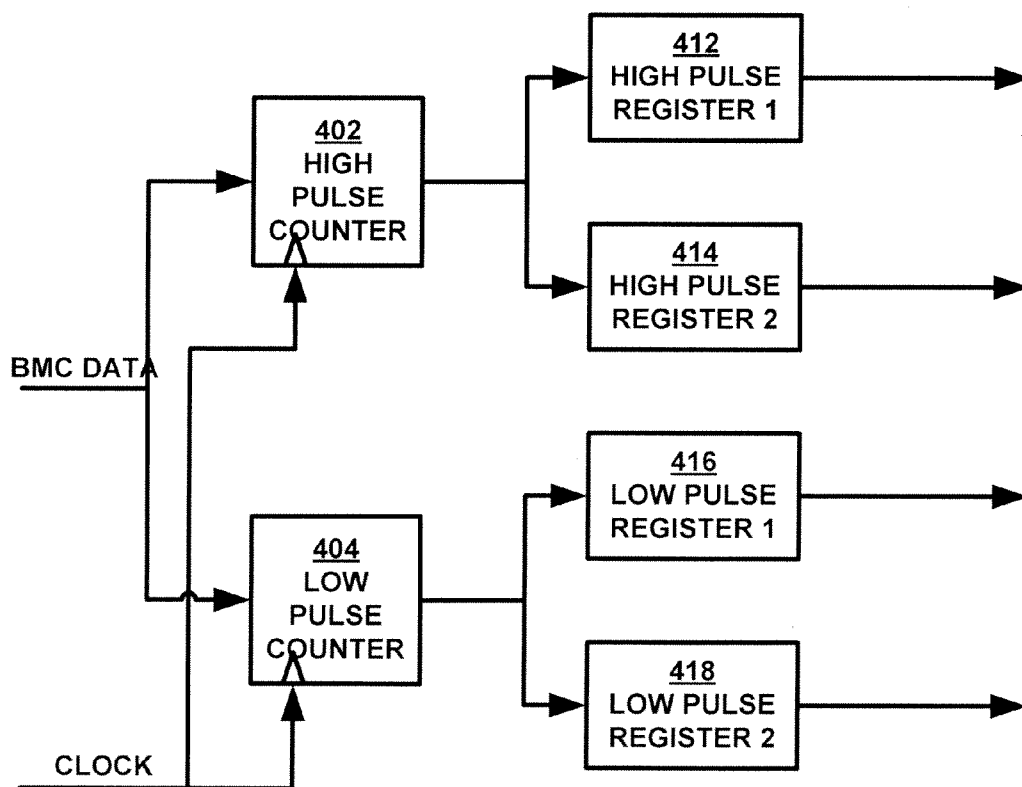 412
HIGH PULSE
REGISTER 1
402
HIGH
PULSE
COUNTER
414
HIGH PULSE
REGISTER 2
BMC DATA
416
LOW PULSE
REGISTER 1
404
LOW
PULSE
COUNTER
418
LOW PULSE
REGISTER 2
CLOCK